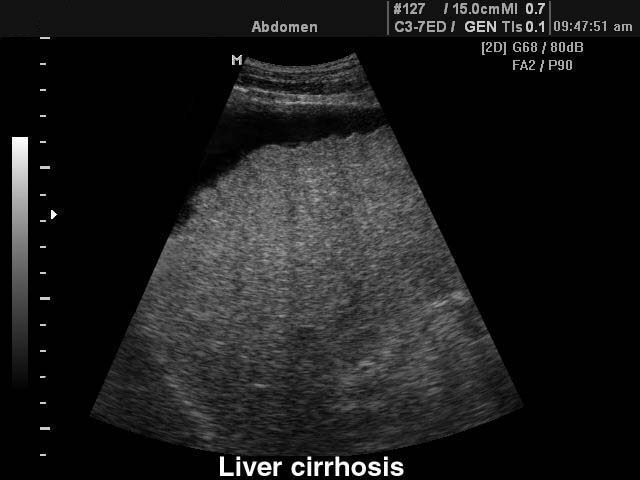 #127 / 15.0cm MI 0.7
Abdomen C3-7ED / GEN TIs 0.1 09:47:51 am
[2D] G68 / 80dB
FA2 / P90
M
Liver cirrhosis